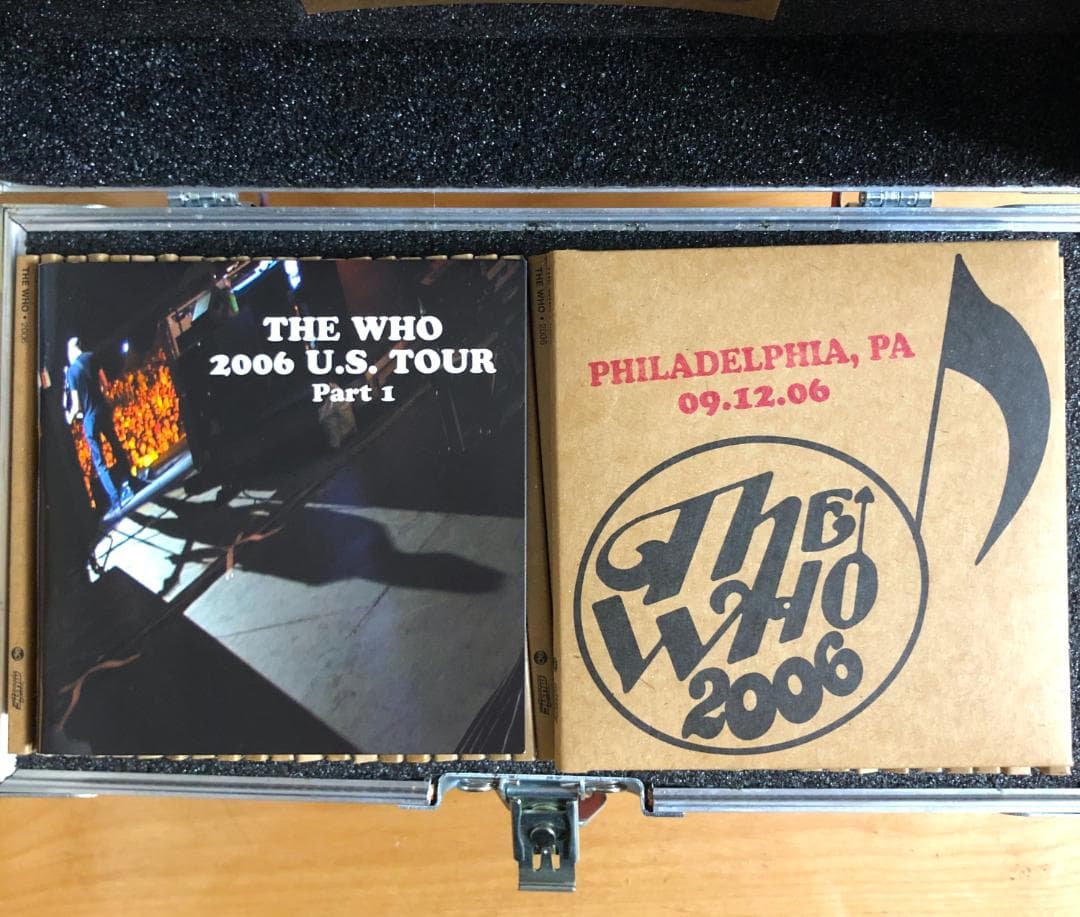 THE WHO
2006 U.S. TOUR
Part 1
PHILADELPHIA, PA
09.12.06
The
WHO
2006
THE WHO • 2006
THE WHO • 2006